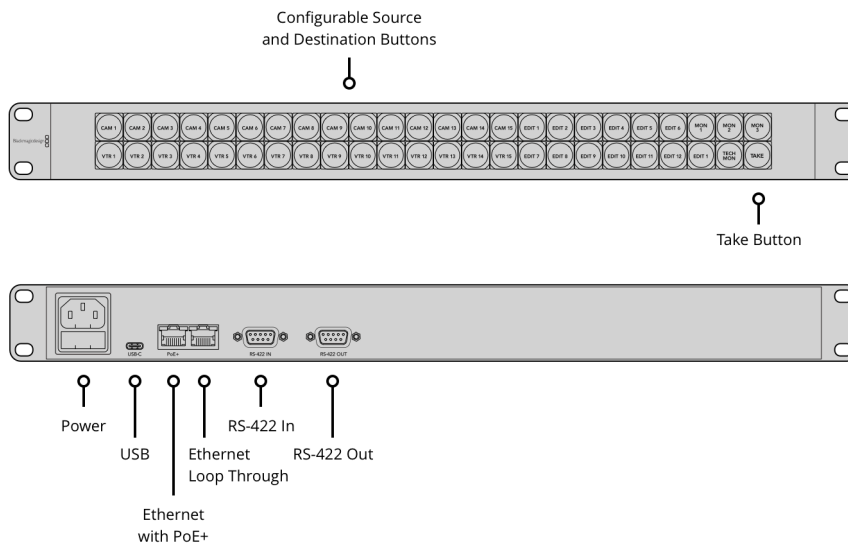 Configurable Source
and Destination Buttons
Blackmagicdesign
CAM 1 CAM 2 CAM 3 CAM 4 CAM 5 CAM 6 CAM 7 CAM 8 CAM 9 CAM 10 CAM 11 CAM 12 CAM 13 CAM 14 CAM 15 EDIT 1 EDIT 2 EDIT 3 EDIT 4 EDIT 5 EDIT 6 MON 1 MON 2 MON 3
VTR 1 VTR 2 VTR 3 VTR 4 VTR 5 VTR 6 VTR 7 VTR 8 VTR 9 VTR 10 VTR 11 VTR 12 VTR 13 VTR 14 VTR 15 EDIT 7 EDIT 8 EDIT 9 EDIT 10 EDIT 11 EDIT 12 EDIT 1 TECH MON TAKE
Take Button
USB-C PoE+ RS-422 IN RS-422 OUT
Power
RS-422 In
USB
Ethernet
Loop Through
RS-422 Out
Ethernet
with PoE+